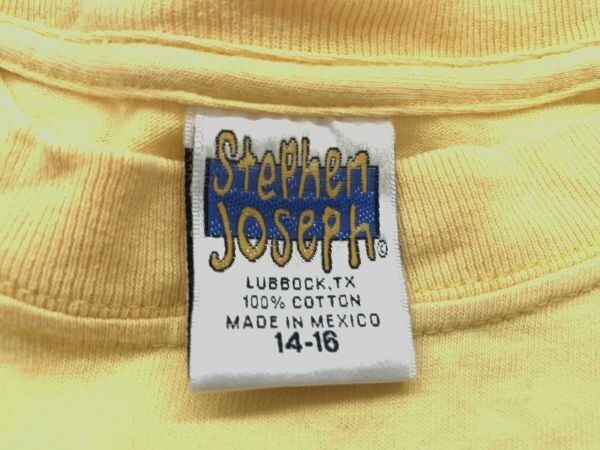 Stephen
Joseph©
LUBBOCK, TX
100% COTTON
MADE IN MEXICO
14-16